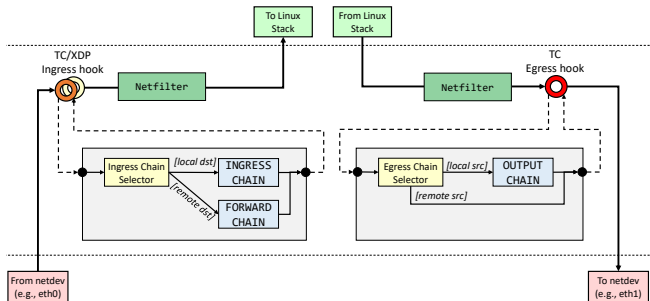 To Linux
Stack
From Linux
Stack
TC/XDP
Ingress hook
Netfilter
Netfilter
TC
Egress hook
Ingress Chain
Selector
[local dst]
[remote dst]
INGRESS
CHAIN
FORWARD
CHAIN
Egress Chain
Selector
[local src]
[remote src]
OUTPUT
CHAIN
From netdev
(e.g., eth0)
To netdev
(e.g., eth1)